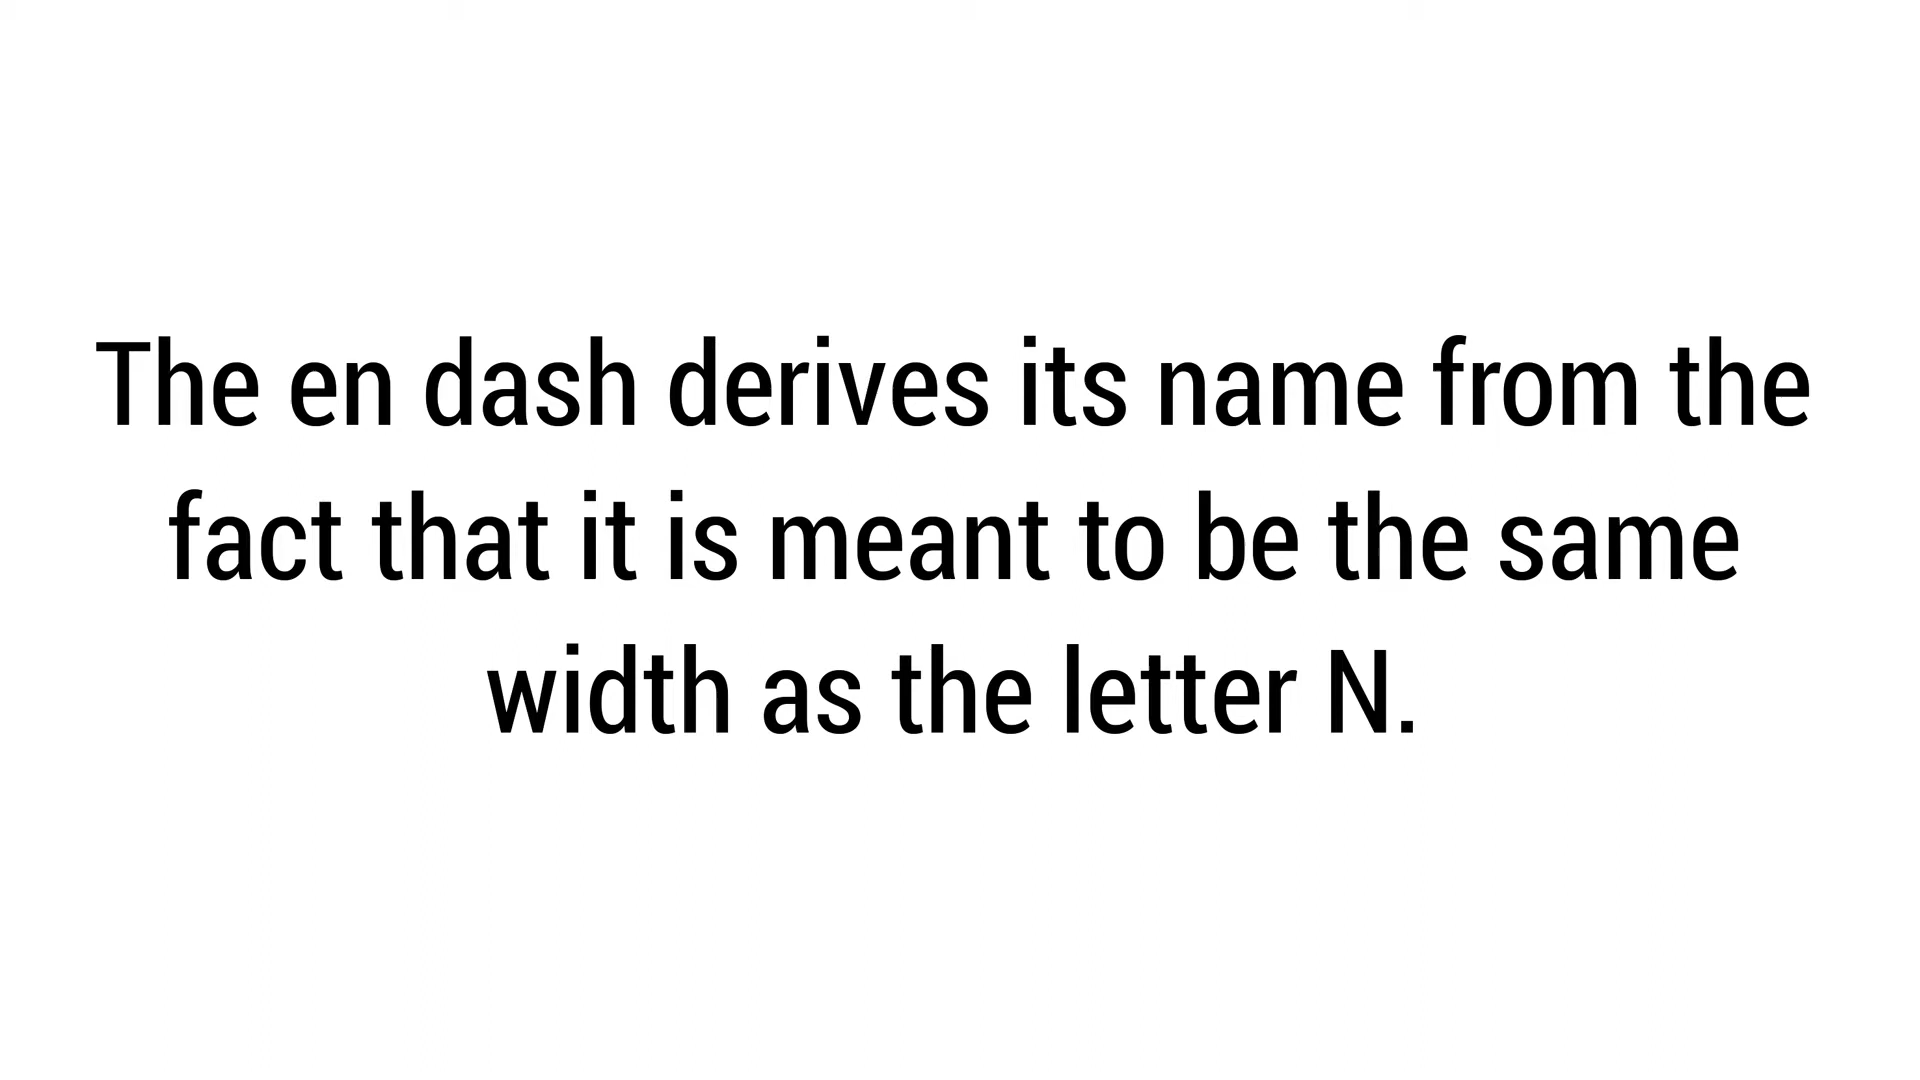 The en dash derives its name from the
fact that it is meant to be the same
width as the letter N.